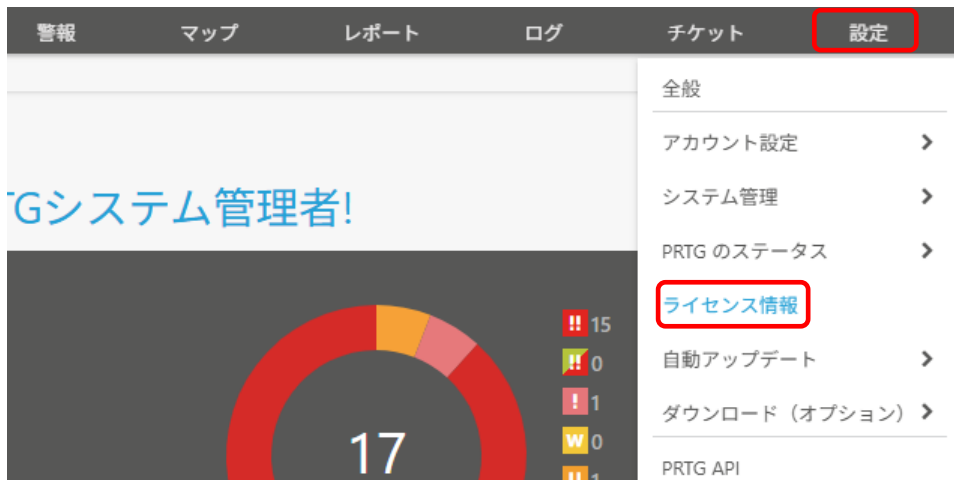 警報 マップ レポート ログ チケット 設定
全般
アカウント設定
システム管理
TGシステム管理者!
PRTG のステータス
ライセンス情報
!! 15
自動アップデート
!! 0
! 1
ダウンロード（オプション）
W 0
17
PRTG API
!! 1